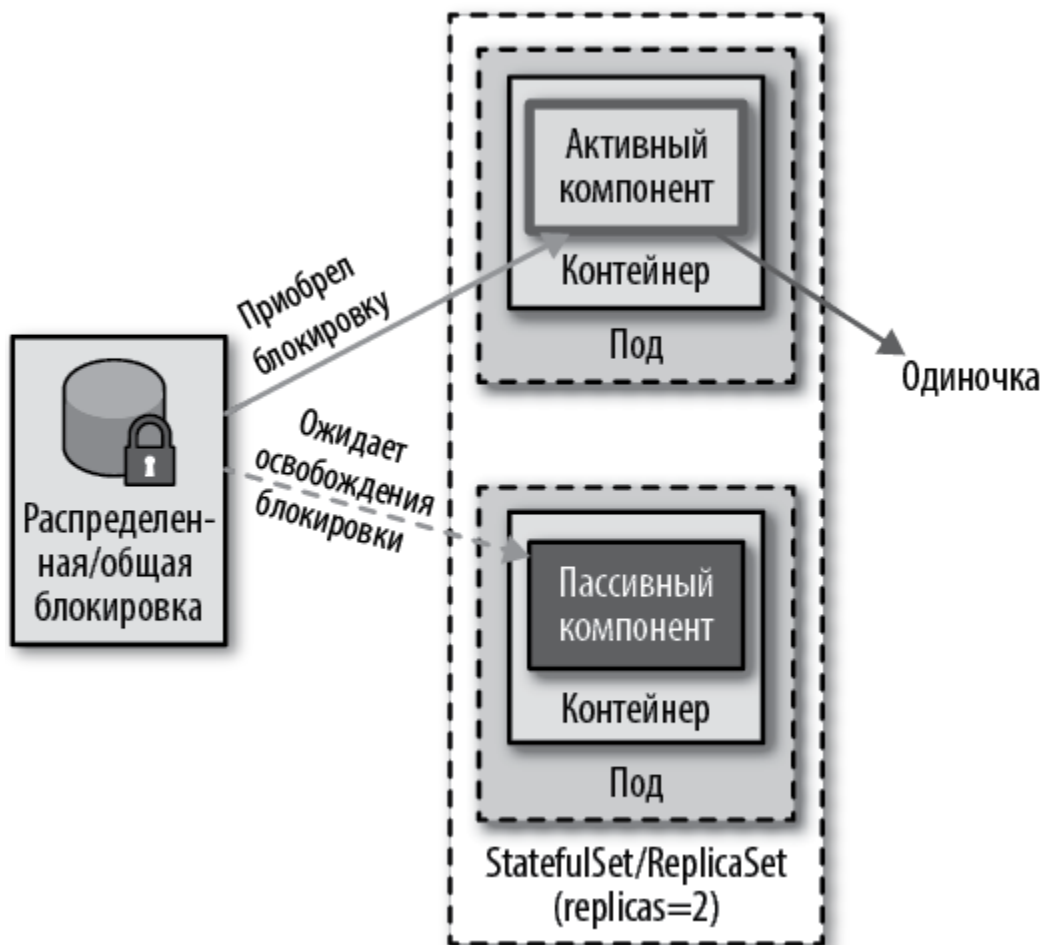 Активный
компонент
Контейнер
Под
Приобрел
блокировку
Одиночка
Распределен-
ная/общая
блокировка
Ожидает
освобождения
блокировки
Пассивный
компонент
Контейнер
Под
StatefulSet/ReplicaSet
(replicas=2)